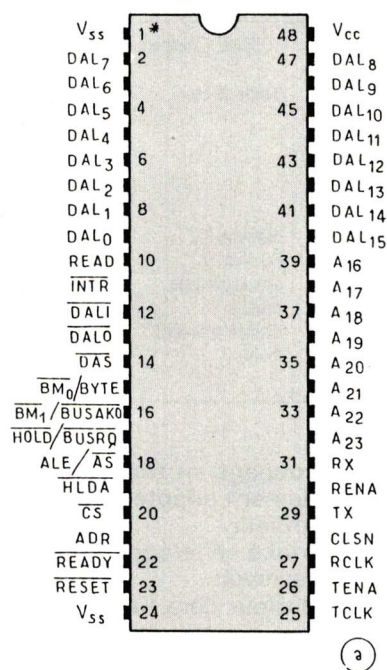 Vss 1* 48 Vcc
DAL7 2 47 DAL8
DAL6 DAL9
DAL5 4 45 DAL10
DAL4 DAL11
DAL3 6 43 DAL12
DAL2 DAL13
DAL1 8 41 DAL14
DAL0 DAL15
READ 10 39 A16
INTR A17
DALI 12 37 A18
DALO A19
DAS 14 35 A20
BM0/BYTE A21
BM1/BUSAKO 16 33 A22
HOLD/BUSRQ A23
ALE/AS 18 31 RX
HLDA RENA
CS 20 29 TX
ADR CLSN
READY 22 27 RCLK
RESET 23 26 TENA
Vss 24 25 TCLK
a